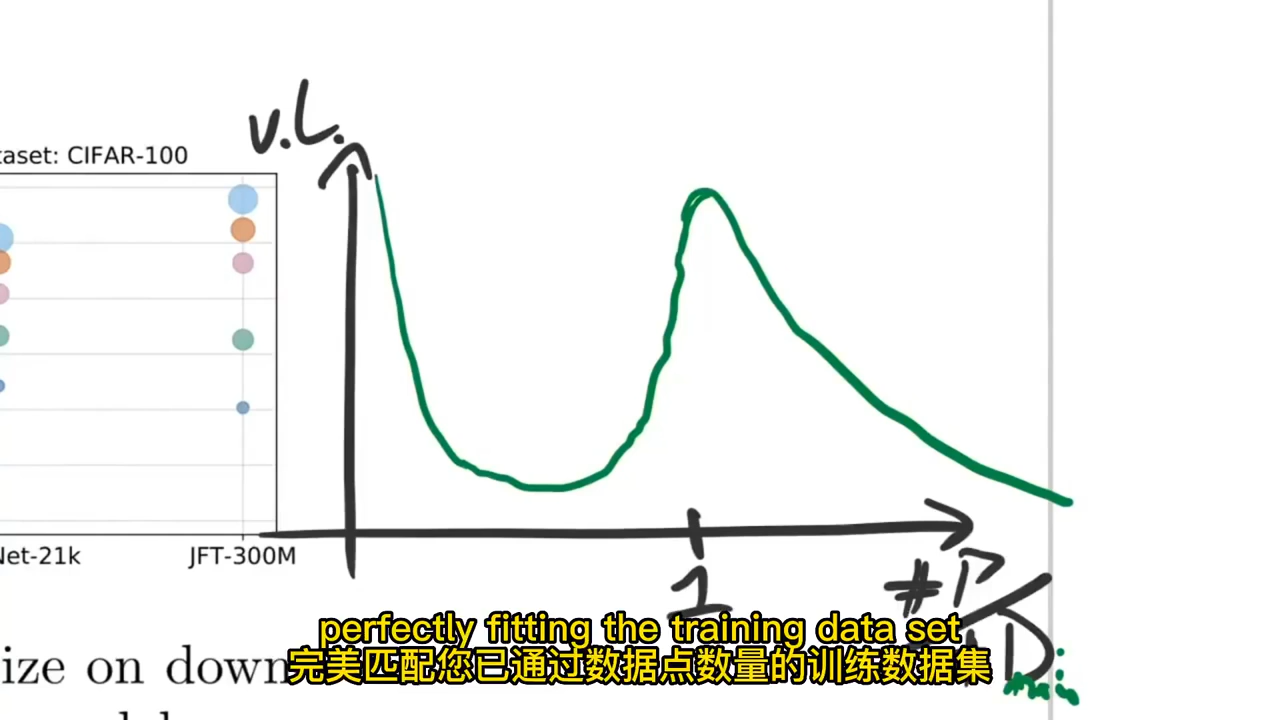 v.L.
taset: CIFAR-100
Net-21k
JFT-300M
1
#P/
D
perfectly fitting the training data set
ize on down
完美匹配您已通过数据点数量的训练数据集